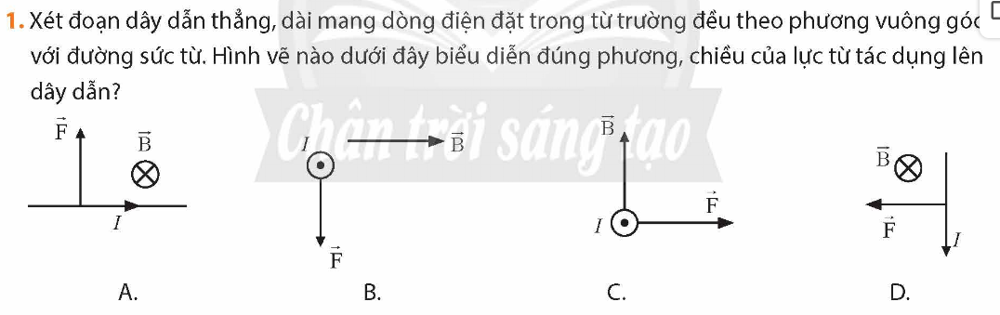 1. Xét đoạn dây dẫn thẳng, dài mang dòng điện đặt trong từ trường đều theo phương vuông góc
với đường sức từ. Hình vẽ nào dưới đây biểu diễn đúng phương, chiều của lực từ tác dụng lên
dây dẫn?
Chân trời sáng tạo
F⃗ B⃗ I
I B⃗ F⃗
B⃗ I F⃗
B⃗ F⃗ I
A. B. C. D.